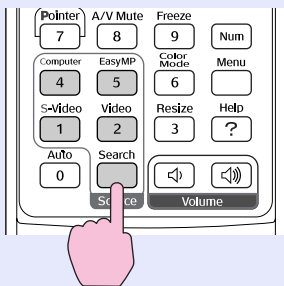 Pointer A/V Mute Freeze
7 8 9 Num
Computer EasyMP Color Mode Menu
4 5 6
S-Video Video Resize Help
1 2 3 ?
Auto Search
0
Source Volume